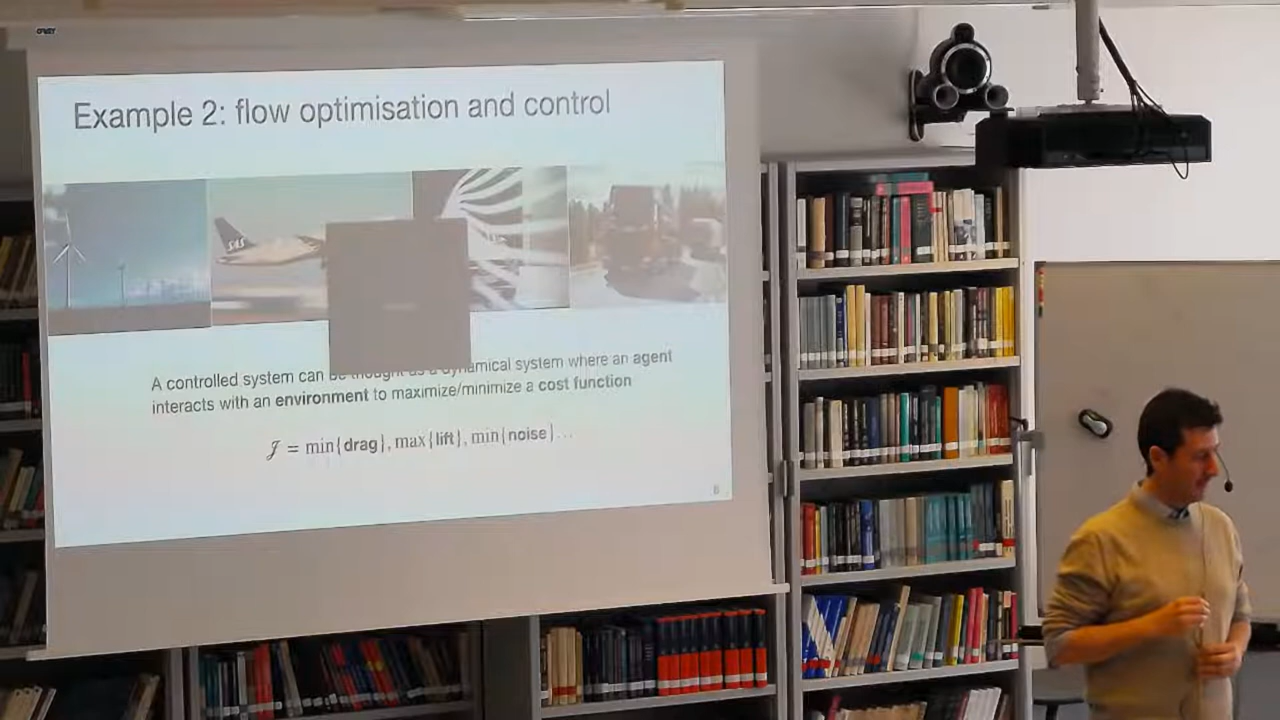 Example 2: flow optimisation and control
SAS
A controlled system can be thought as a dynamical system where an agent
interacts with an environment to maximize/minimize a cost function
𝒥 = min{drag}, max{lift}, min{noise}...
8